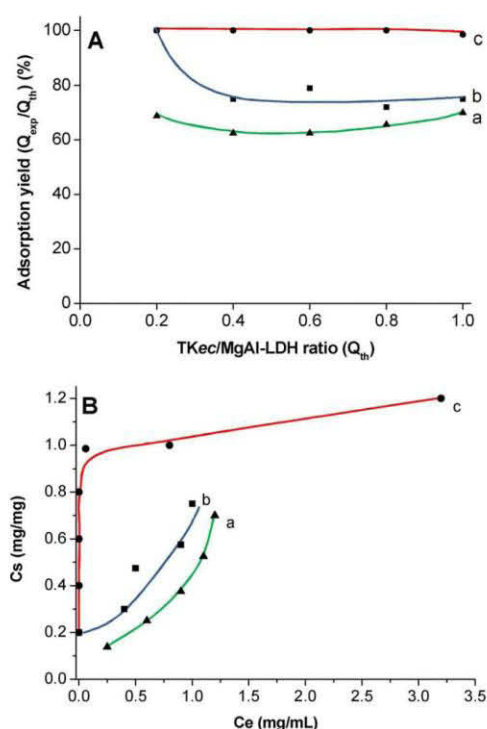 A
Adsorption yield (Q_exp/Q_th) (%)
100
80
60
40
20
0
c
b
a
0.0
0.2
0.4
0.6
0.8
1.0
TKec/MgAl-LDH ratio (Q_th)
B
Cs (mg/mg)
1.2
1.0
0.8
0.6
0.4
0.2
0.0
c
b
a
0.0
0.5
1.0
1.5
2.0
2.5
3.0
3.5
Ce (mg/mL)